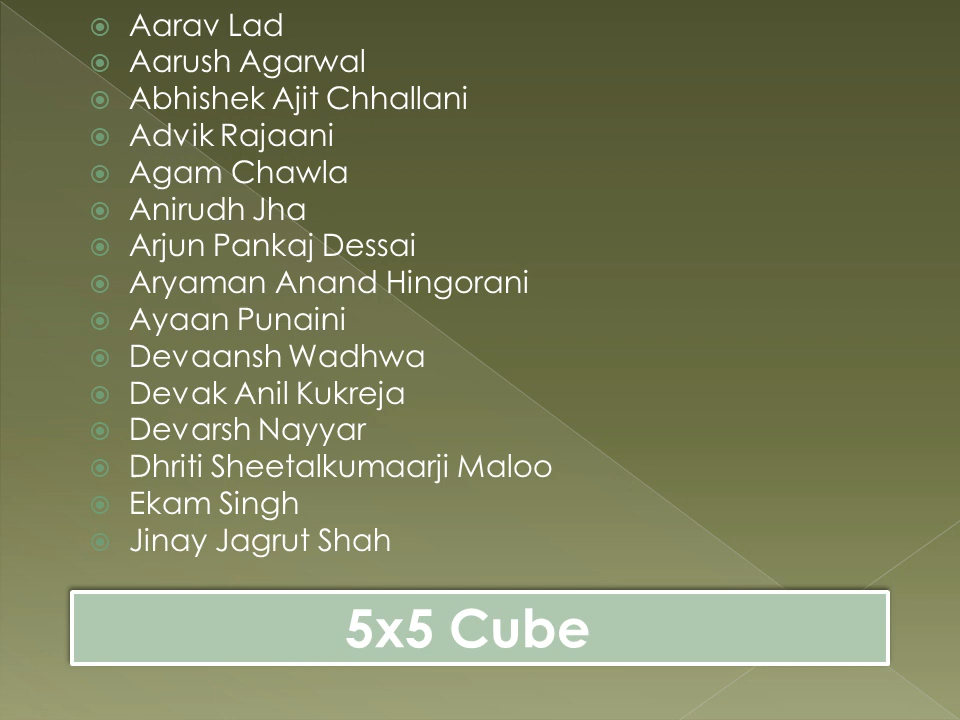 Aarav Lad
Aarush Agarwal
Abhishek Ajit Chhallani
Advik Rajaani
Agam Chawla
Anirudh Jha
Arjun Pankaj Dessai
Aryaman Anand Hingorani
Ayaan Punaini
Devaansh Wadhwa
Devak Anil Kukreja
Devarsh Nayyar
Dhriti Sheetalkumaarji Maloo
Ekam Singh
Jinay Jagrut Shah
5x5 Cube